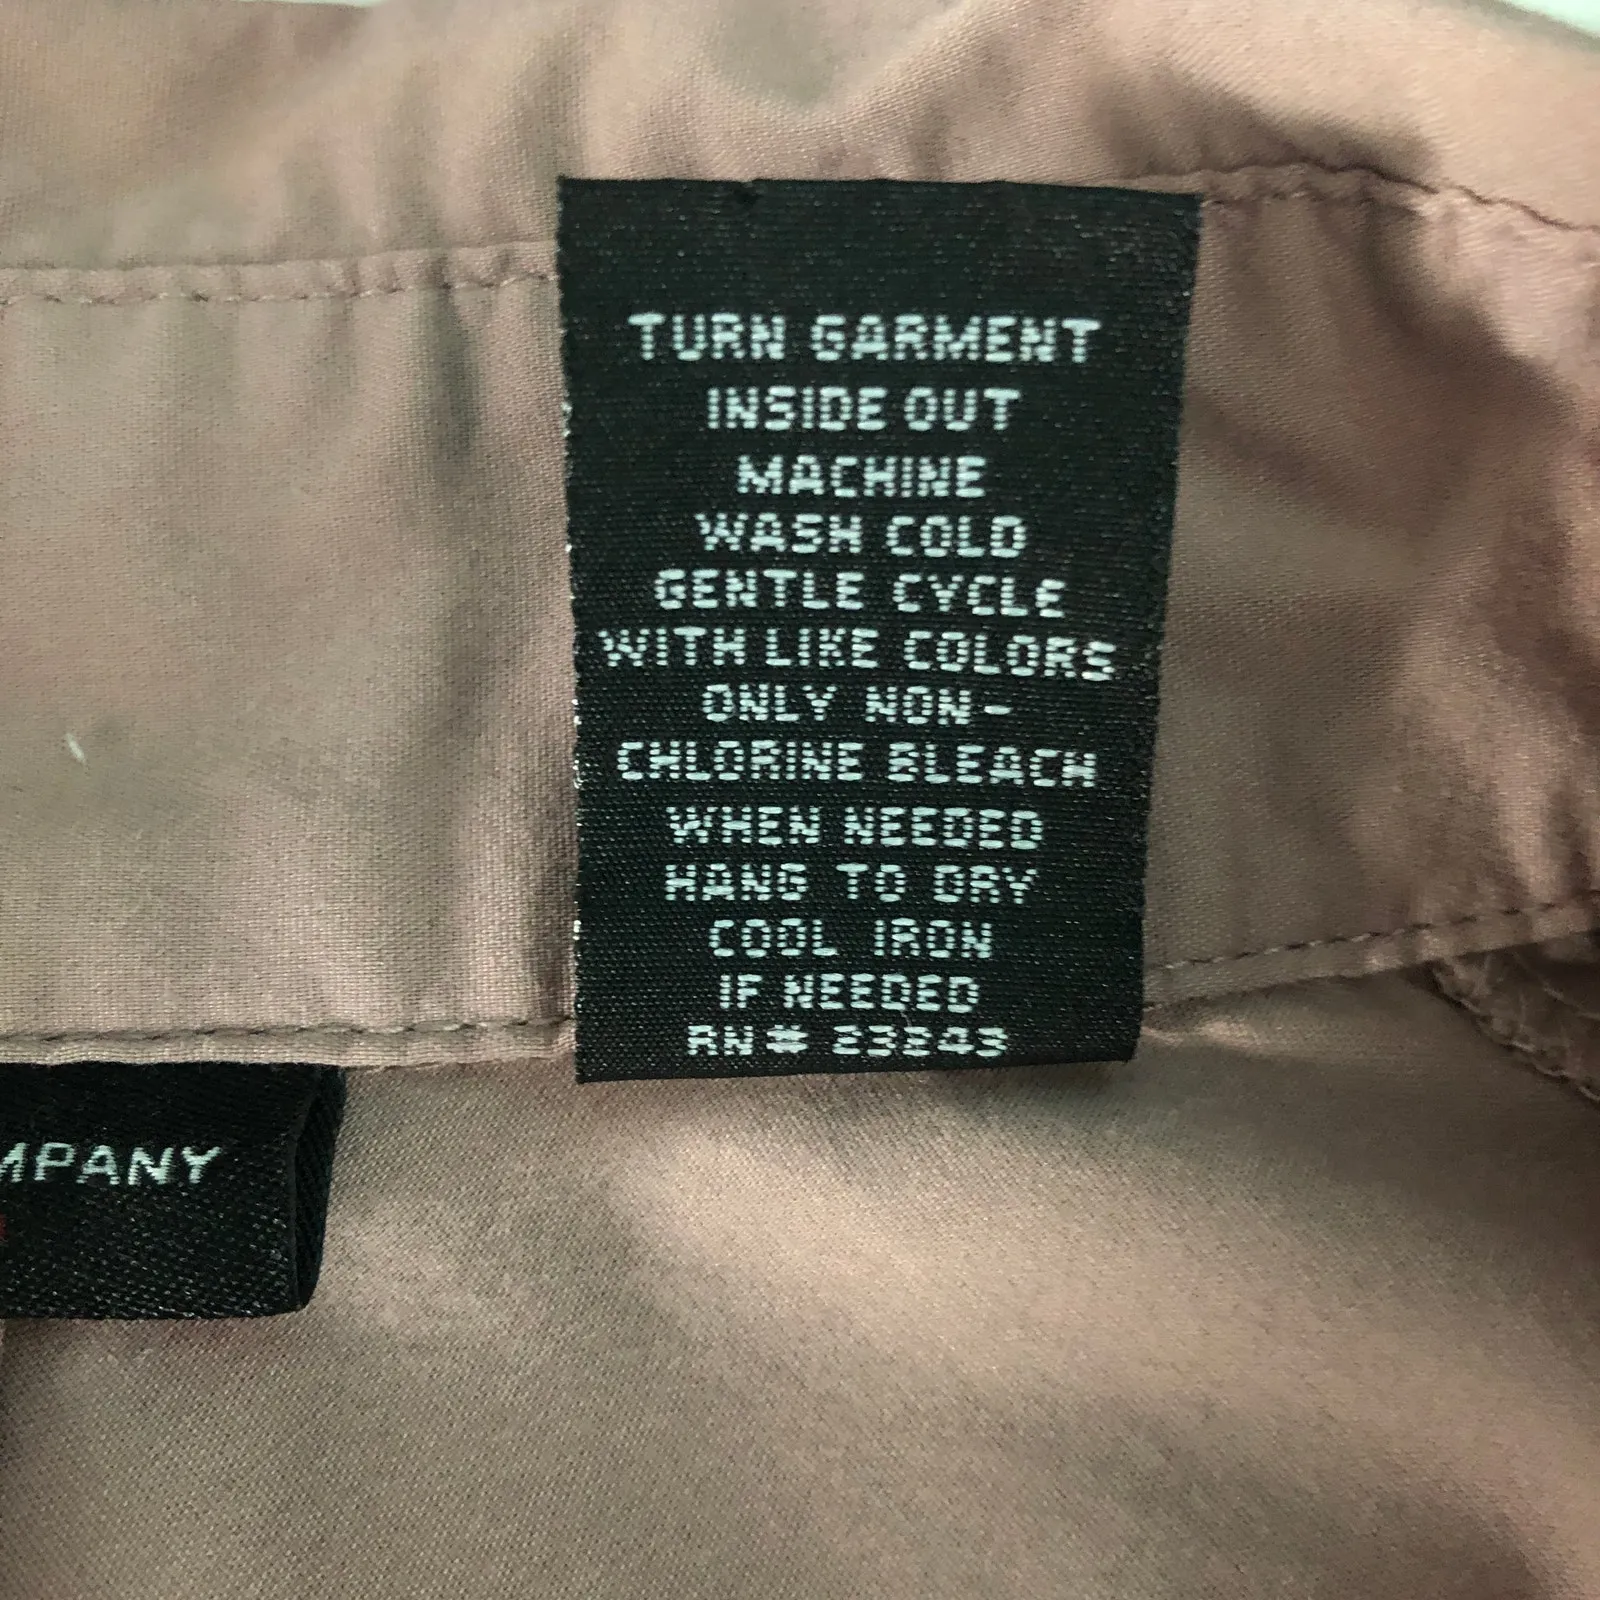 TURN GARMENT
INSIDE OUT
MACHINE
WASH COLD
GENTLE CYCLE
WITH LIKE COLORS
ONLY NON-
CHLORINE BLEACH
WHEN NEEDED
HANG TO DRY
COOL IRON
IF NEEDED
RN# 23243
MPANY